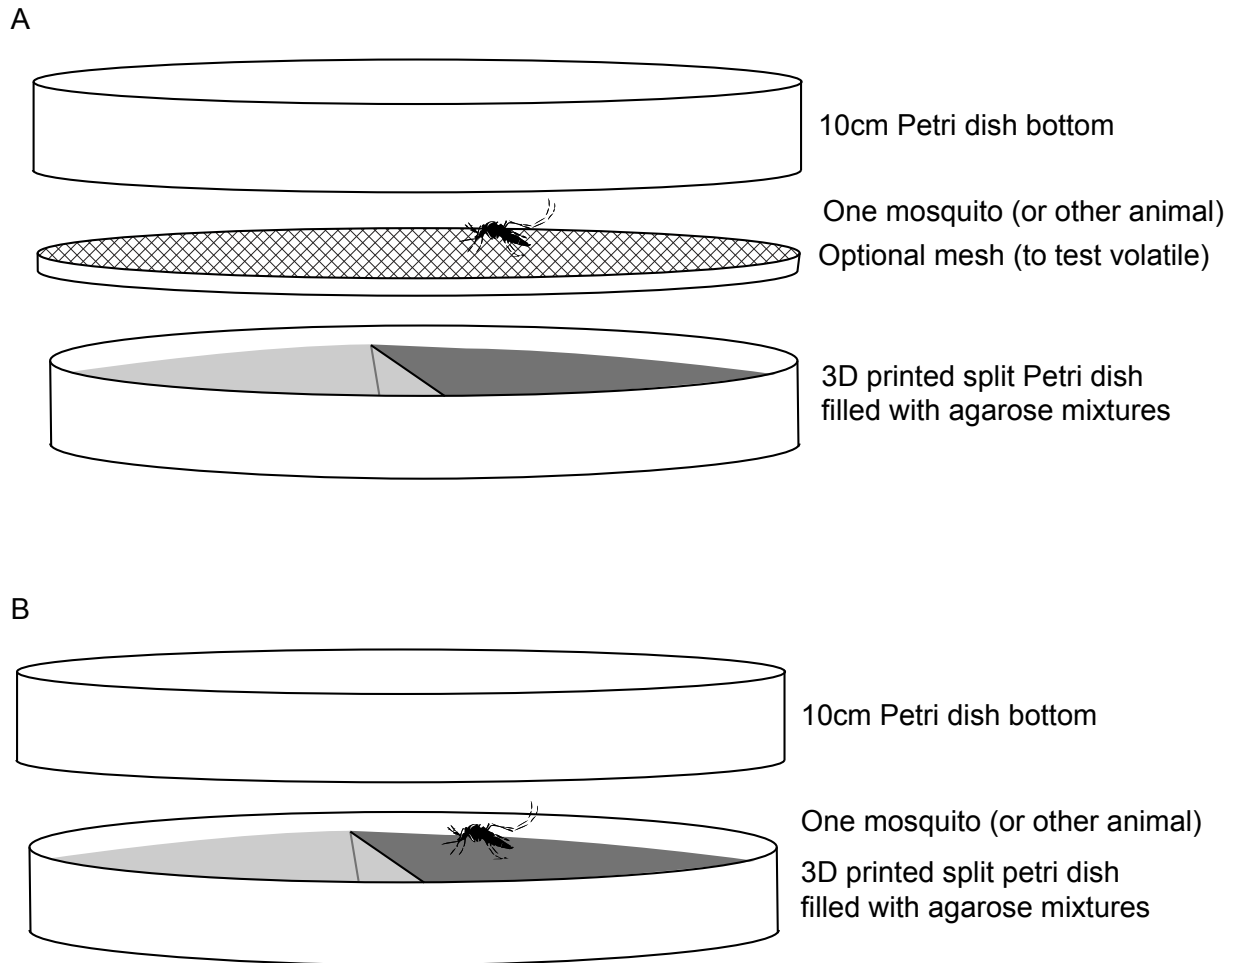 A
10cm Petri dish bottom
One mosquito (or other animal)
Optional mesh (to test volatile)
3D printed split Petri dish
filled with agarose mixtures
B
10cm Petri dish bottom
One mosquito (or other animal)
3D printed split petri dish
filled with agarose mixtures